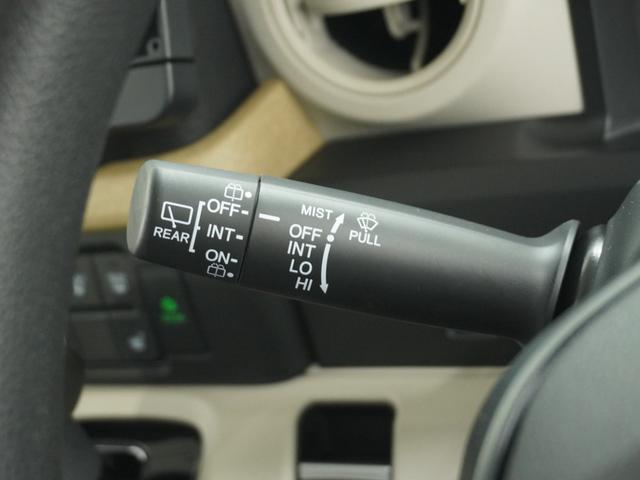 REAR
OFF
INT
ON
MIST
OFF
INT
LO
HI
PULL